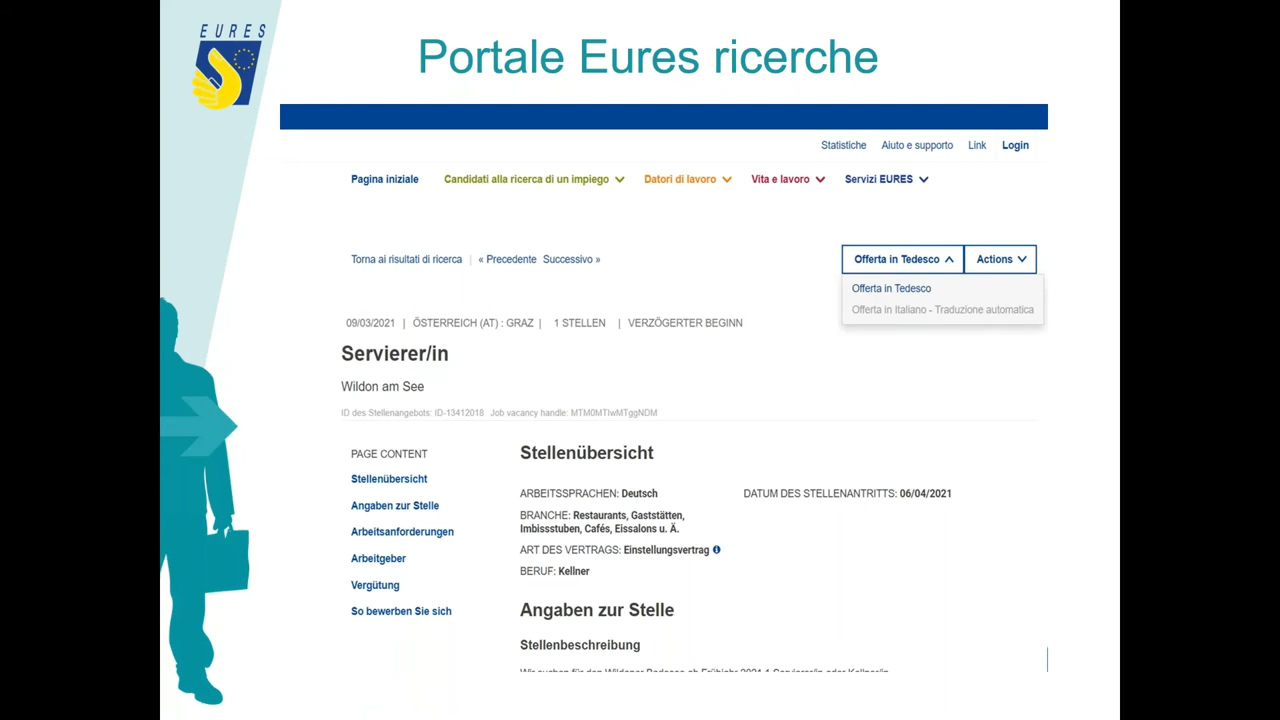 EURES
Portale Eures ricerche
Statistiche Aiuto e supporto Link Login
Pagina iniziale Candidati alla ricerca di un impiego Datori di lavoro Vita e lavoro Servizi EURES
Torna ai risultati di ricerca | « Precedente Successivo »
Offerta in Tedesco Actions
Offerta in Tedesco
Offerta in Italiano - Traduzione automatica
09/03/2021 | ÖSTERREICH (AT) : GRAZ | 1 STELLEN | VERZÖGERTER BEGINN
Servierer/in
Wildon am See
ID des Stellenangebots: ID-13412018 Job vacancy handle: MTM0MTIwMTggNDM
PAGE CONTENT
Stellenübersicht
Angaben zur Stelle
Arbeitsanforderungen
Arbeitgeber
Vergütung
So bewerben Sie sich
Stellenübersicht
ARBEITSSPRACHEN: Deutsch
DATUM DES STELLENANTRITTS: 06/04/2021
BRANCHE: Restaurants, Gaststätten,
Imbissstuben, Cafés, Eissalons u. Ä.
ART DES VERTRAGS: Einstellungsvertrag
BERUF: Kellner
Angaben zur Stelle
Stellenbeschreibung